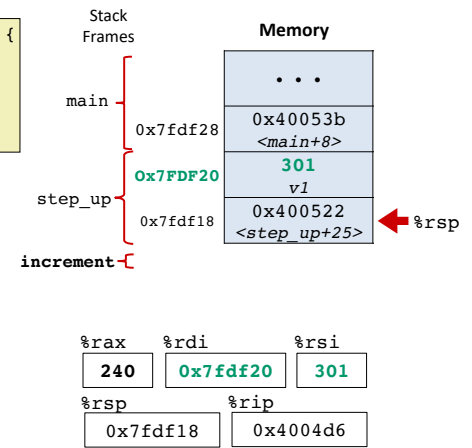 {
Stack
Frames
Memory
• • •
main
0x7fdf28
0x40053b
<main+8>
0x7FDF20
301
v1
step_up
0x7fdf18
0x400522
<step_up+25>
%rsp
increment
%rax %rdi %rsi
240 0x7fdf20 301
%rsp %rip
0x7fdf18 0x4004d6